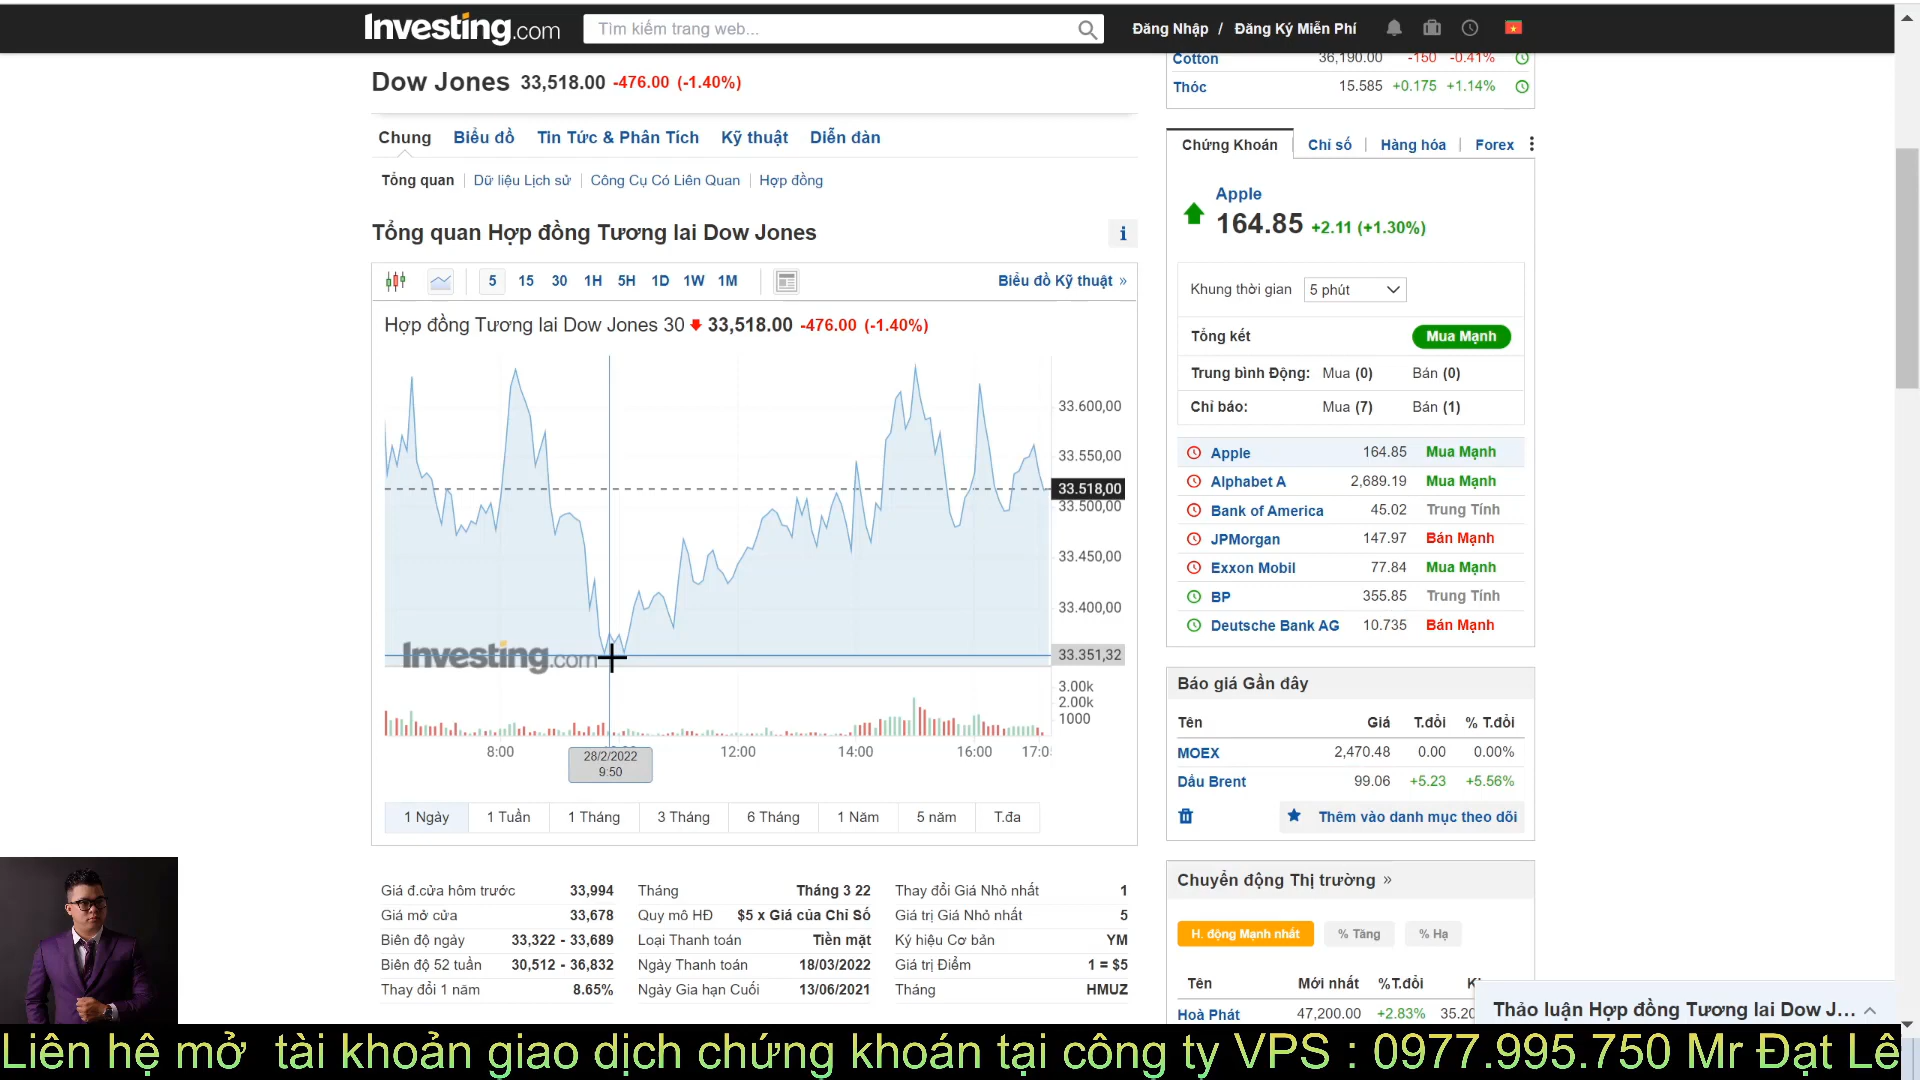 Investing.com
Tìm kiếm trang web...
Đăng Nhập / Đăng Ký Miễn Phí
Dow Jones 33,518.00 -476.00 (-1.40%)
Chung Biểu đồ Tin Tức & Phân Tích Kỹ thuật Diễn đàn
Tổng quan Dữ liệu Lịch sử Công Cụ Có Liên Quan Hợp đồng
Tổng quan Hợp đồng Tương lai Dow Jones
5 15 30 1H 5H 1D 1W 1M Biểu đồ Kỹ thuật »
Hợp đồng Tương lai Dow Jones 30 33,518.00 -476.00 (-1.40%)
33.600,00
33.550,00
33.518,00
33.500,00
33.450,00
33.400,00
33.351,32
Investing.com
3.00k
2.00k
1000
8:00 12:00 14:00 16:00 17:05
28/2/2022
9:50
1 Ngày 1 Tuần 1 Tháng 3 Tháng 6 Tháng 1 Năm 5 năm T.đa
Giá đ.cửa hôm trước 33,994 Tháng Tháng 3 22 Thay đổi Giá Nhỏ nhất 1
Giá mở cửa 33,678 Quy mô HĐ $5 x Giá của Chỉ Số Giá trị Giá Nhỏ nhất 5
Biên độ ngày 33,322 - 33,689 Loại Thanh toán Tiền mặt Ký hiệu Cơ bản YM
Biên độ 52 tuần 30,512 - 36,832 Ngày Thanh toán 18/03/2022 Giá trị Điểm 1 = $5
Thay đổi 1 năm 8.65% Ngày Gia hạn Cuối 13/06/2021 Tháng HMUZ
Cotton 36,190.00 -150 -0.41%
Thóc 15.585 +0.175 +1.14%
Chứng Khoán Chỉ số Hàng hóa Forex
Apple
164.85 +2.11 (+1.30%)
Khung thời gian 5 phút
Tổng kết Mua Mạnh
Trung bình Động: Mua (0) Bán (0)
Chỉ báo: Mua (7) Bán (1)
Apple 164.85 Mua Mạnh
Alphabet A 2,689.19 Mua Mạnh
Bank of America 45.02 Trung Tính
JPMorgan 147.97 Bán Mạnh
Exxon Mobil 77.84 Mua Mạnh
BP 355.85 Trung Tính
Deutsche Bank AG 10.735 Bán Mạnh
Báo giá Gần đây
Tên Giá T.đổi % T.đổi
MOEX 2,470.48 0.00 0.00%
Dầu Brent 99.06 +5.23 +5.56%
Thêm vào danh mục theo dõi
Chuyển động Thị trường »
H. động Mạnh nhất % Tăng % Hạ
Tên Mới nhất %T.đổi
Hoà Phát 47,200.00 +2.83% 35.20
Thảo luận Hợp đồng Tương lai Dow J...
Liên hệ mở tài khoản giao dịch chứng khoán tại công ty VPS : 0977.995.750 Mr Đạt Lê